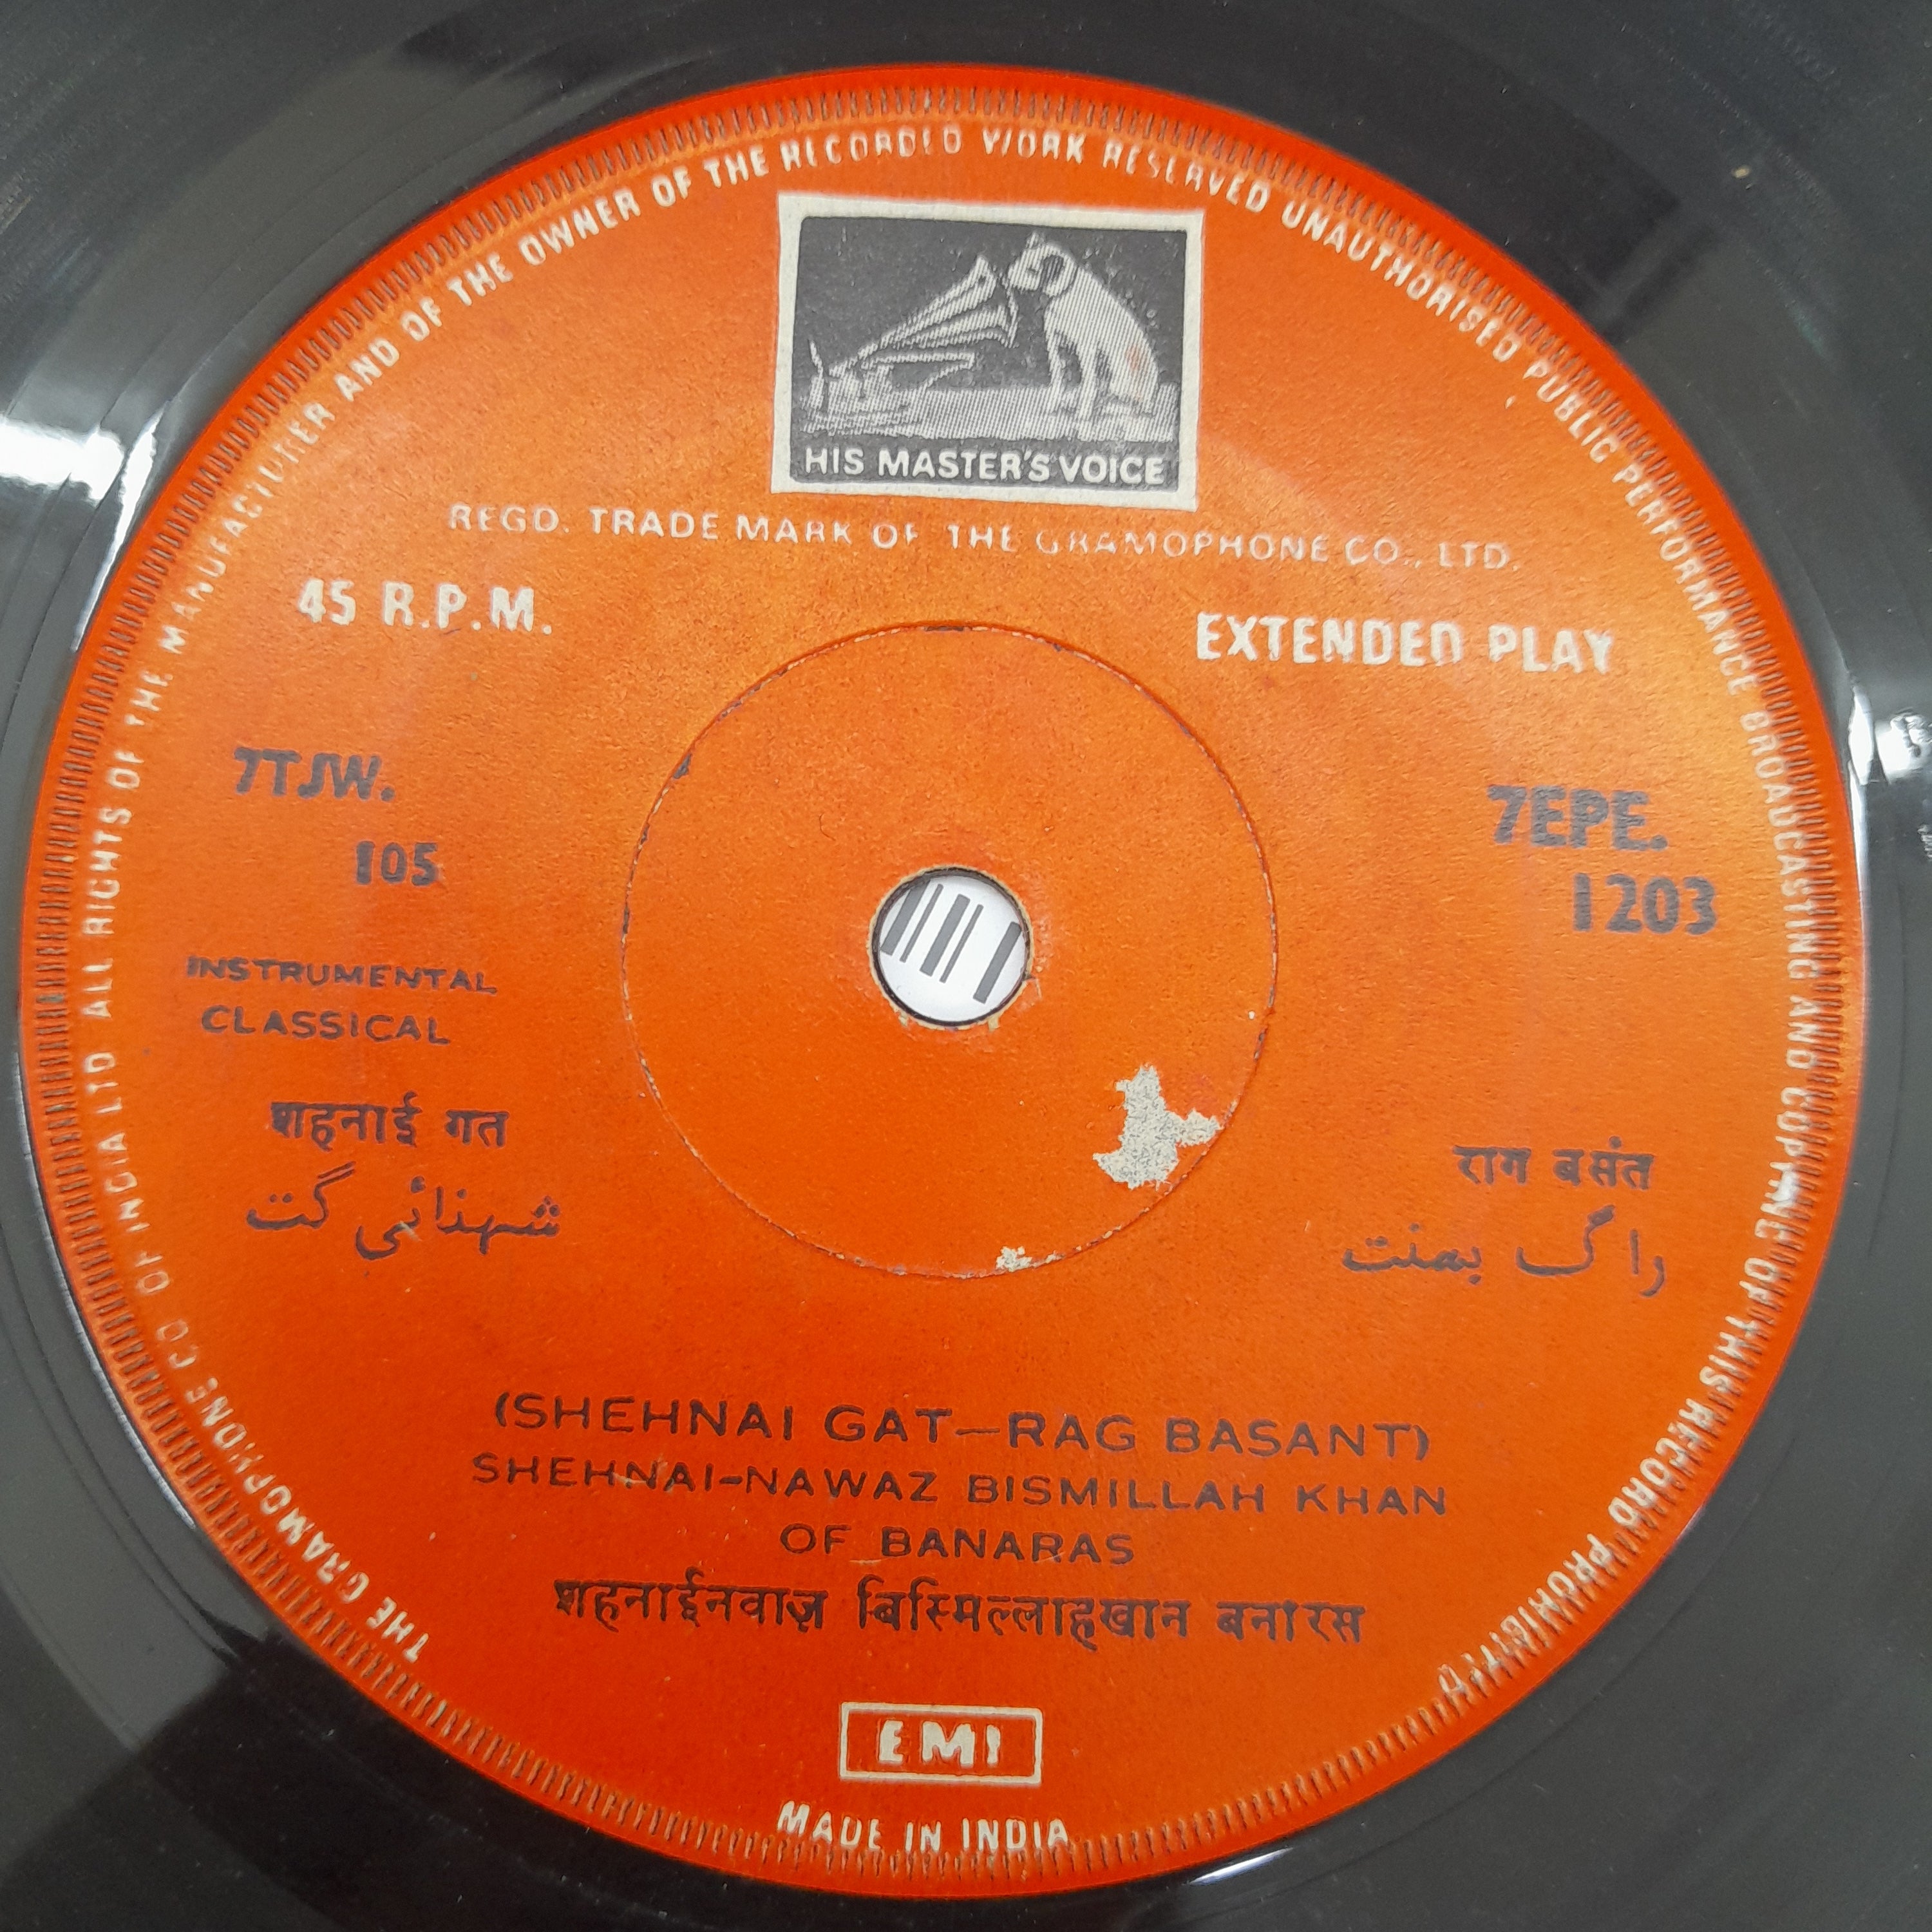 THE GRAMOPHONE CO OF INDIA LTD ALL RIGHTS OF THE MANUFACTURER AND OF THE OWNER OF THE RECORDED WORK RESERVED UNAUTHORISED PUBLIC PERFORMANCE BROADCASTING AND COPYING OF THIS RECORD PROHIBITED
HIS MASTER'S VOICE
REGD. TRADE MARK OF THE GRAMOPHONE CO., LTD.
45 R.P.M.
EXTENDED PLAY
7TJW.
105
7EPE.
1203
INSTRUMENTAL
CLASSICAL
शहनाई गत
شہنائی گت
राग बसंत
راگ بسنت
(SHEHNAI GAT—RAG BASANT)
SHEHNAI-NAWAZ BISMILLAH KHAN
OF BANARAS
शहनाईनवाज़ बिस्मिल्लाहखान बनारस
EMI
MADE IN INDIA